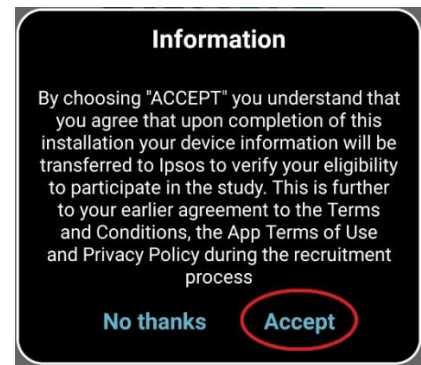 Information
By choosing "ACCEPT" you understand that
you agree that upon completion of this
installation your device information will be
transferred to Ipsos to verify your eligibility
to participate in the study. This is further
to your earlier agreement to the Terms
and Conditions, the App Terms of Use
and Privacy Policy during the recruitment
process
No thanks Accept